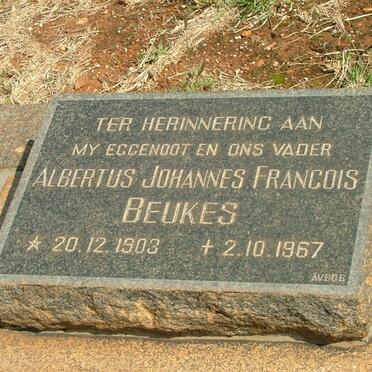 TER HERINNERING AAN
MY EGGENOOT EN ONS VADER
ALBERTUS JOHANNES FRANCOIS
BEUKES
* 20.12.1903 + 2.10.1967
AVBOB